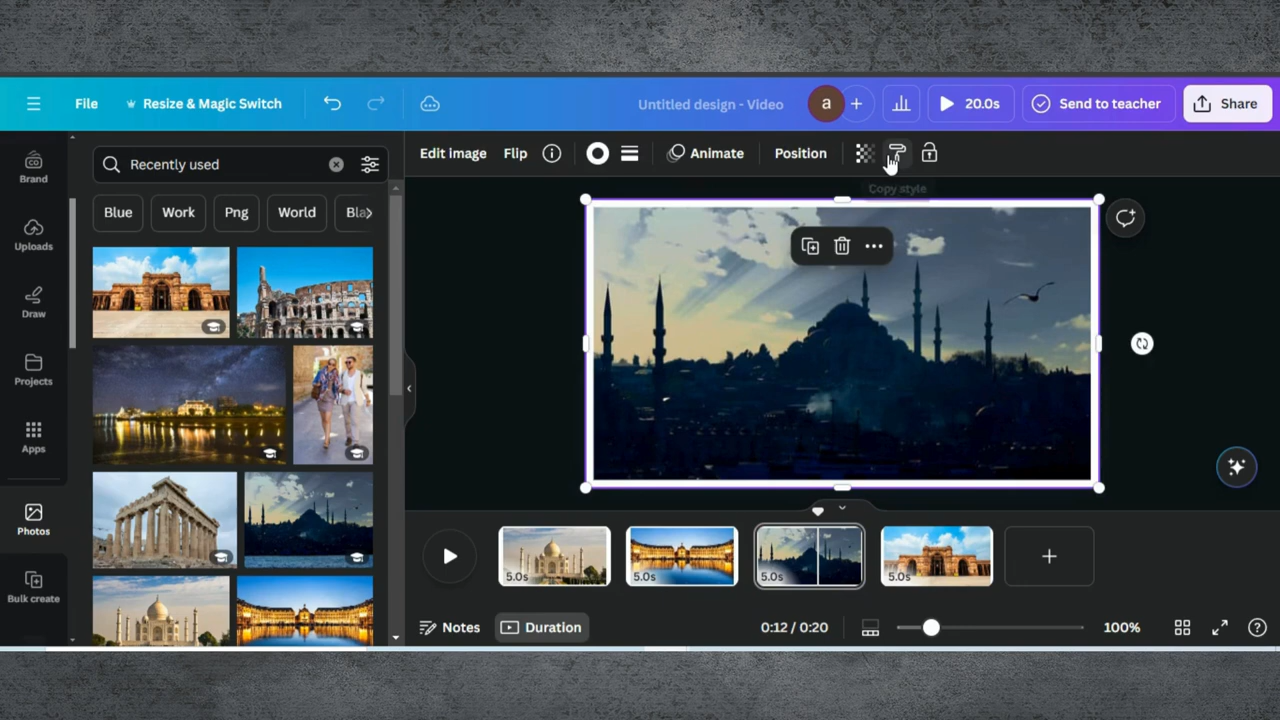 File
Resize & Magic Switch
Untitled design - Video
a
20.0s
Send to teacher
Share
Brand
Uploads
Draw
Projects
Apps
Photos
Bulk create
Recently used
Blue
Work
Png
World
Bla
Edit image
Flip
Animate
Position
Copy style
5.0s
5.0s
5.0s
5.0s
Notes
Duration
0:12 / 0:20
100%